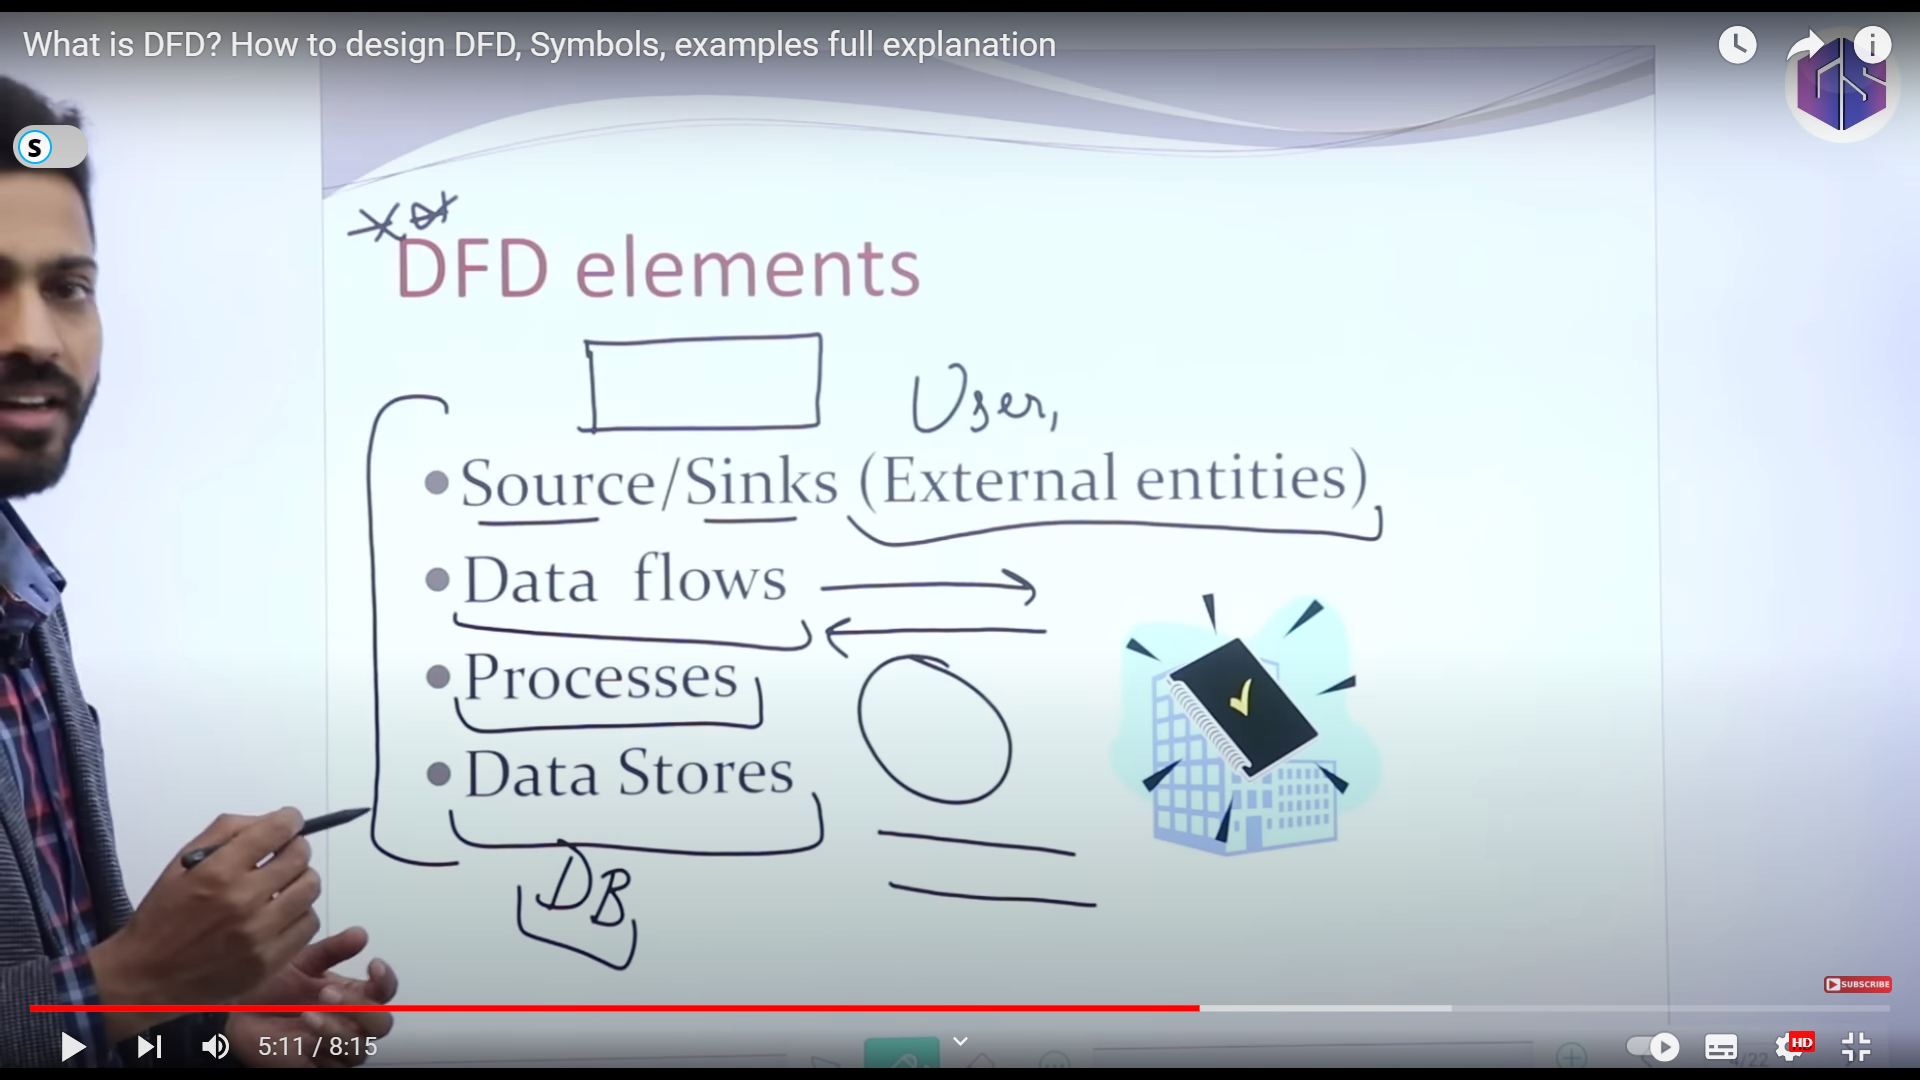 What is DFD? How to design DFD, Symbols, examples full explanation
S
DFD elements
User,
Source/Sinks (External entities)
Data flows
Processes
Data Stores
DB
SUBSCRIBE
5:11 / 8:15
HD
/22